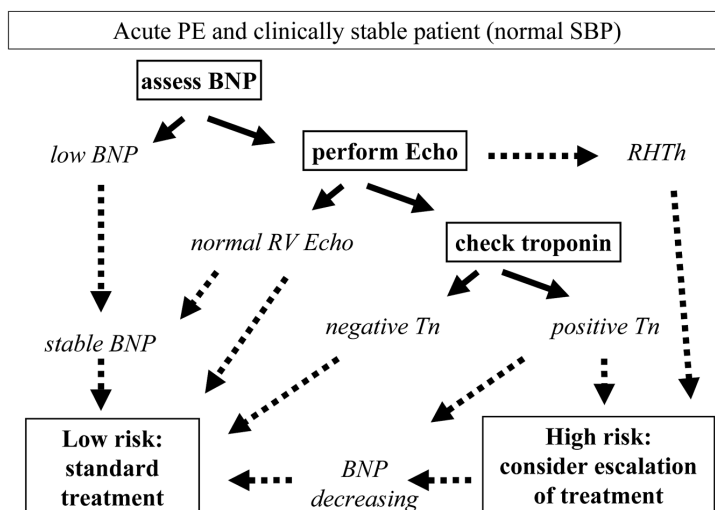 Acute PE and clinically stable patient (normal SBP)
assess BNP
low BNP
perform Echo
RHTh
normal RV Echo
check troponin
stable BNP
negative Tn
positive Tn
Low risk:
standard
treatment
BNP
decreasing
High risk:
consider escalation
of treatment